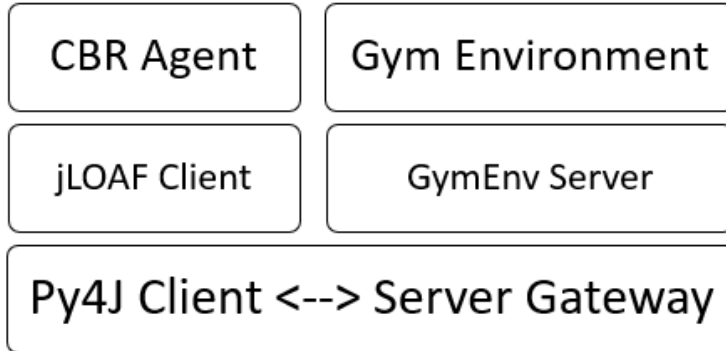 CBR Agent
Gym Environment
jLOAF Client
GymEnv Server
Py4J Client <--> Server Gateway